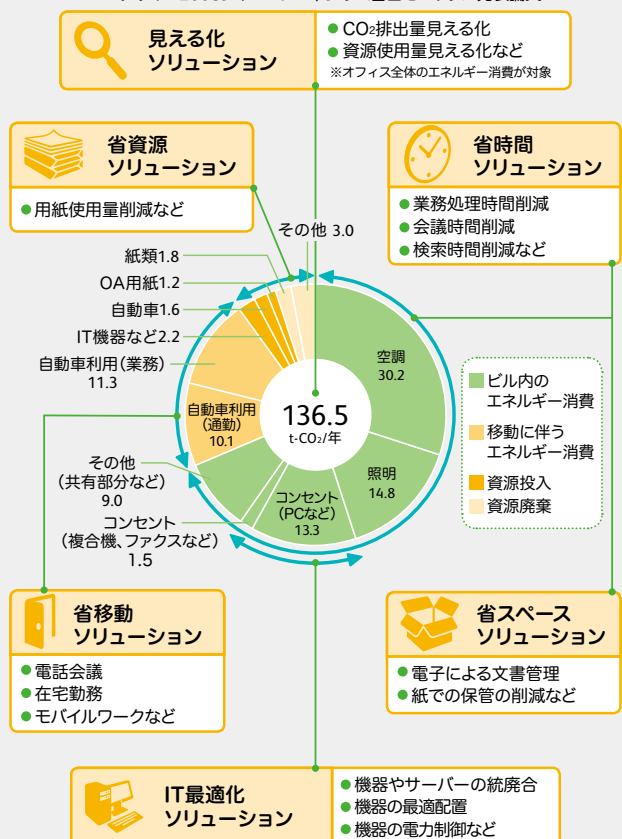 見える化
ソリューション
● CO₂排出量見える化
● 資源使用量見える化など
※オフィス全体のエネルギー消費が対象
省資源
ソリューション
● 用紙使用量削減など
省時間
ソリューション
● 業務処理時間削減
● 会議時間削減
● 検索時間削減など
その他 3.0
紙類1.8
OA用紙1.2
自動車1.6
IT機器など2.2
自動車利用(業務)
11.3
自動車利用
(通勤)
10.1
その他
(共有部分など)
9.0
コンセント
(複合機、ファクスなど)
1.5
コンセント
(PCなど)
13.3
照明
14.8
空調
30.2
136.5
t-CO₂/年
ビル内の
エネルギー消費
移動に伴う
エネルギー消費
資源投入
資源廃棄
省移動
ソリューション
● 電話会議
● 在宅勤務
● モバイルワークなど
省スペース
ソリューション
● 電子による文書管理
● 紙での保管の削減など
IT最適化
ソリューション
● 機器やサーバーの統廃合
● 機器の最適配置
● 機器の電力制御など